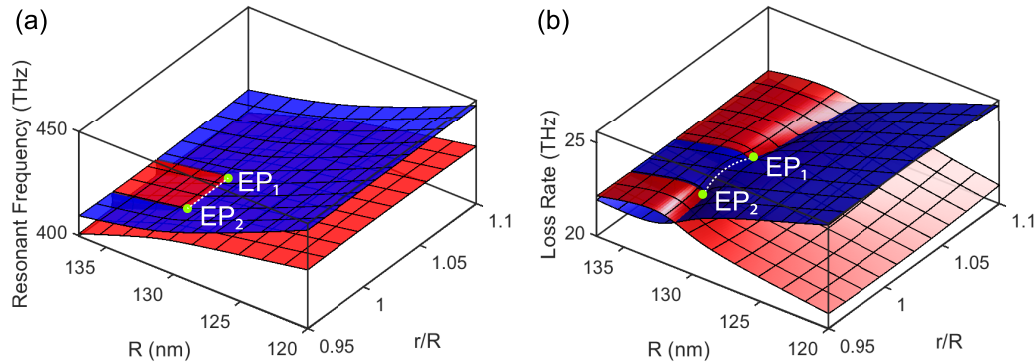 (a)
Resonant Frequency (THz)
450
400
EP1
EP2
135
130
125
120
R (nm)
0.95
1
1.05
1.1
r/R
(b)
Loss Rate (THz)
25
20
EP1
EP2
135
130
125
120
R (nm)
0.95
1
1.05
1.1
r/R